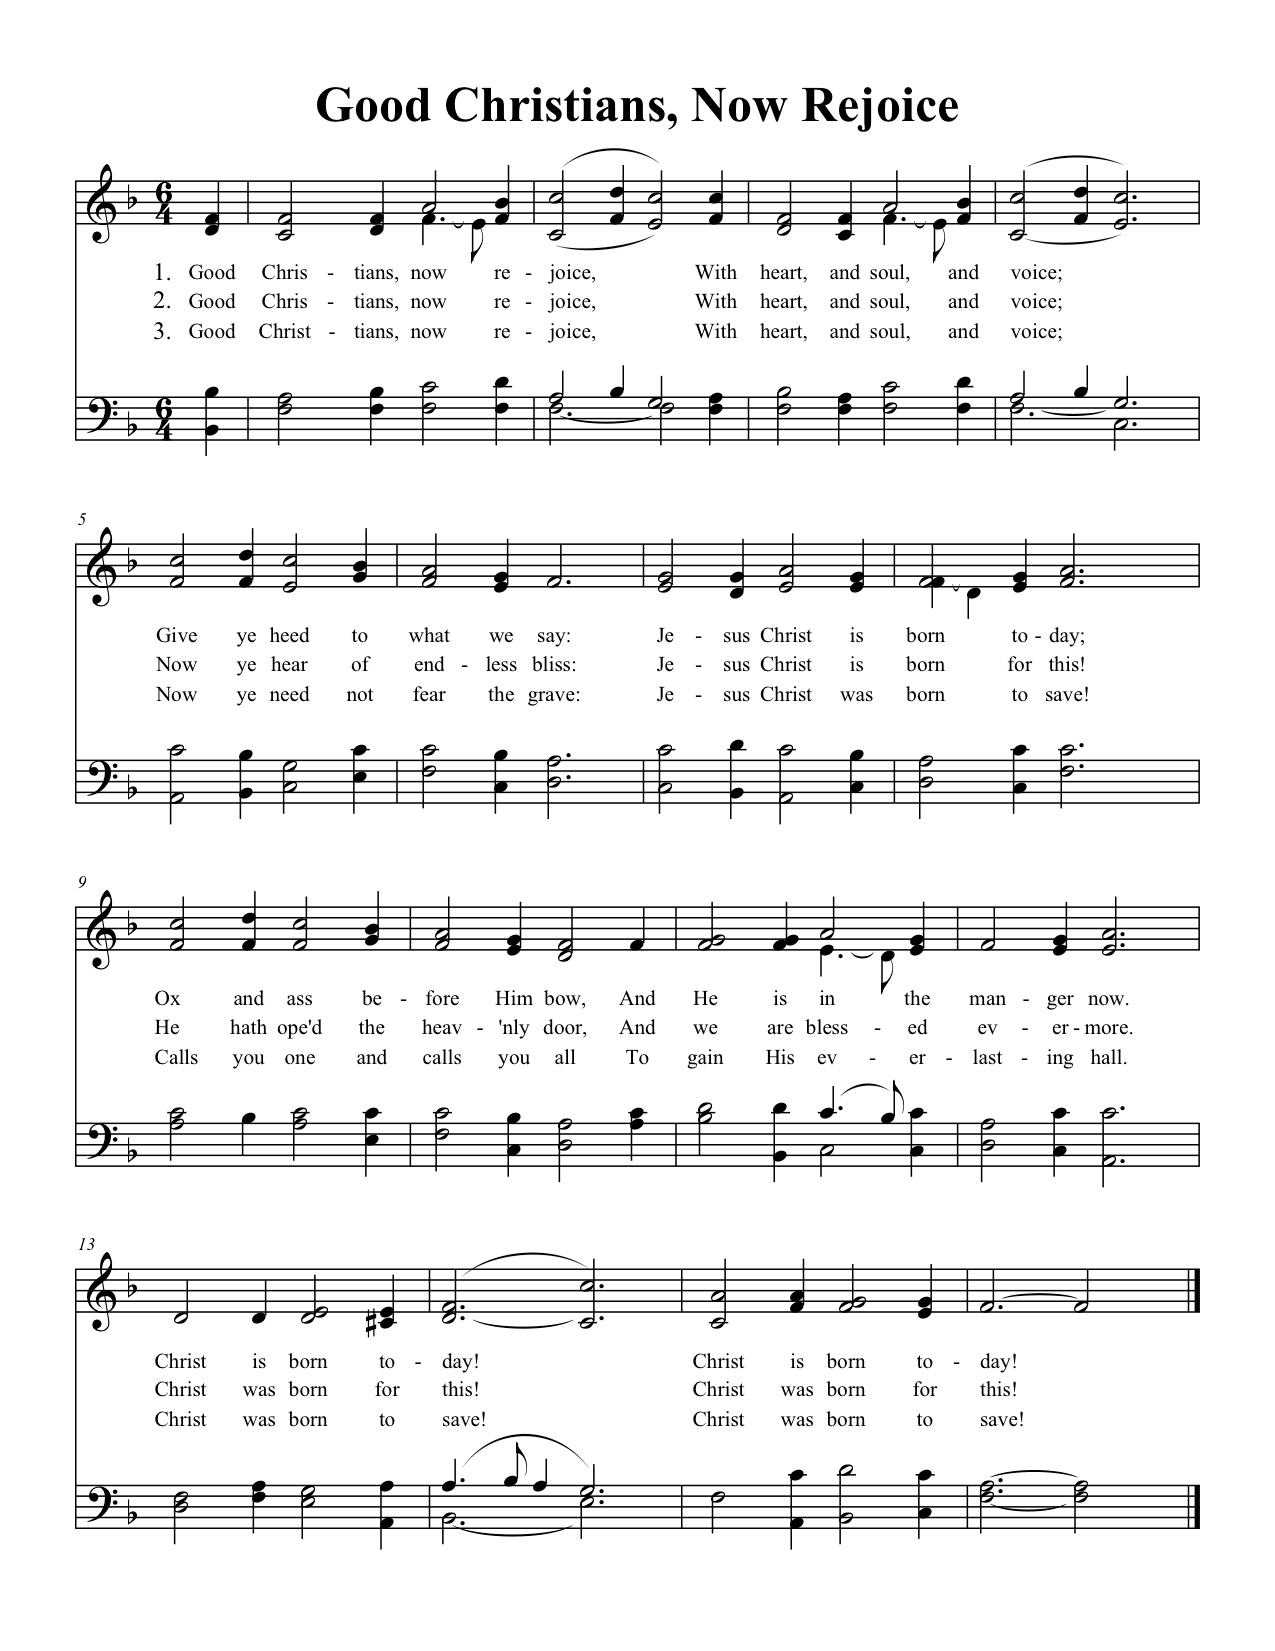 Good Christians, Now Rejoice
6
4
1. Good Chris - tians, now re - joice, With heart, and soul, and voice;
2. Good Chris - tians, now re - joice, With heart, and soul, and voice;
3. Good Christ - tians, now re - joice, With heart, and soul, and voice;
6
4
5
Give ye heed to what we say: Je - sus Christ is born to - day;
Now ye hear of end - less bliss: Je - sus Christ is born for this!
Now ye need not fear the grave: Je - sus Christ was born to save!
9
Ox and ass be - fore Him bow, And He is in the man - ger now.
He hath ope'd the heav - 'nly door, And we are bless - ed ev - er - more.
Calls you one and calls you all To gain His ev - er - last - ing hall.
13
Christ is born to - day! Christ is born to - day!
Christ was born for this! Christ was born for this!
Christ was born to save! Christ was born to save!